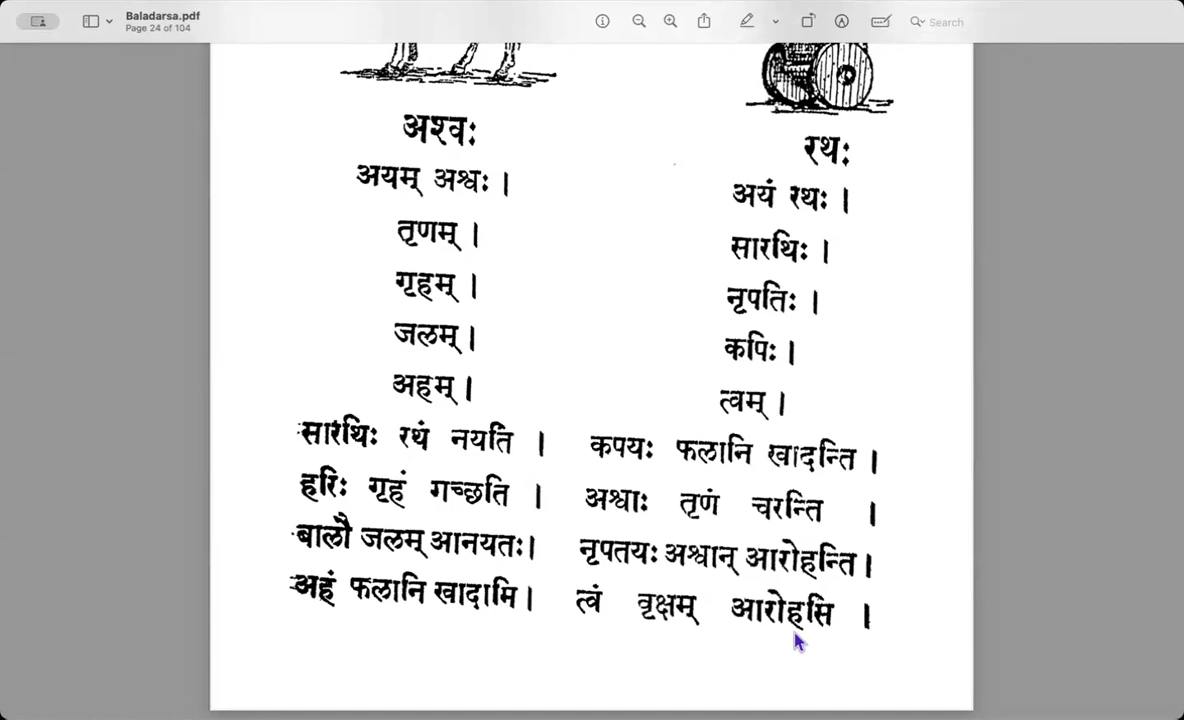 Baladarsa.pdf
Page 24 of 104
Search
अश्वः
रथः
अयम् अश्वः ।
अयं रथः ।
तृणम् ।
सारथिः ।
गृहम् ।
नृपतिः ।
जलम् ।
कपिः ।
अहम् ।
त्वम् ।
सारथिः रथं नयति ।
कपयः फलानि खादन्ति ।
हरिः गृहं गच्छति ।
अश्वाः तृणं चरन्ति ।
बालौ जलम् आनयतः ।
नृपतयः अश्वान् आरोहन्ति ।
अहं फलानि खादामि ।
त्वं वृक्षम् आरोहसि ।